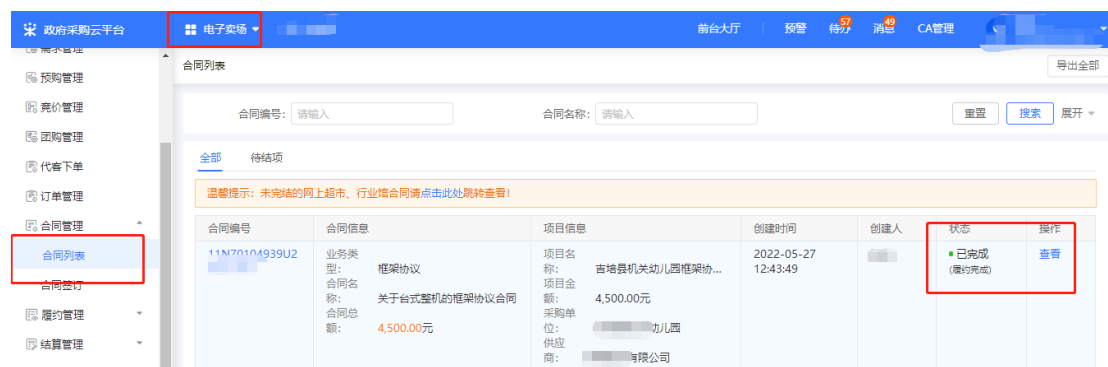 政府采购云平台
电子卖场
前台大厅
预警
待办
57
消息
49
CA管理
需求管理
预购管理
竞价管理
团购管理
代客下单
订单管理
合同管理
合同列表
合同签订
履约管理
结算管理
合同列表
导出全部
合同编号: 请输入
合同名称: 请输入
重置
搜索
展开
全部
待结项
温馨提示：未完结的网上超市、行业馆合同请点击此处跳转查看!
合同编号 合同信息 项目信息 创建时间 创建人 状态 操作
11N70104939U2
业务类型: 框架协议
合同名称: 关于台式整机的框架协议合同
合同总额: 4,500.00元
项目名称: 吉培县机关幼儿园框架协...
项目金额: 4,500.00元
采购单位: 幼儿园
供应商: 有限公司
2022-05-27
12:43:49
已完成
(履约完成)
查看